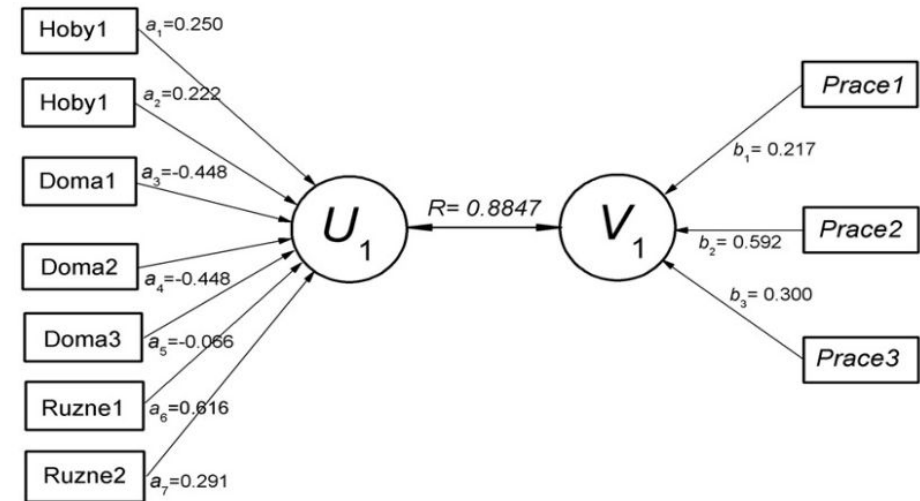 Hoby1
a1=0.250
Hoby1
a2=0.222
Doma1
a3=-0.448
Doma2
a4=-0.448
Doma3
a5=-0.066
Ruzne1
a6=0.616
Ruzne2
a7=0.291
U1
R= 0.8847
V1
Prace1
b1= 0.217
Prace2
b2= 0.592
b3= 0.300
Prace3